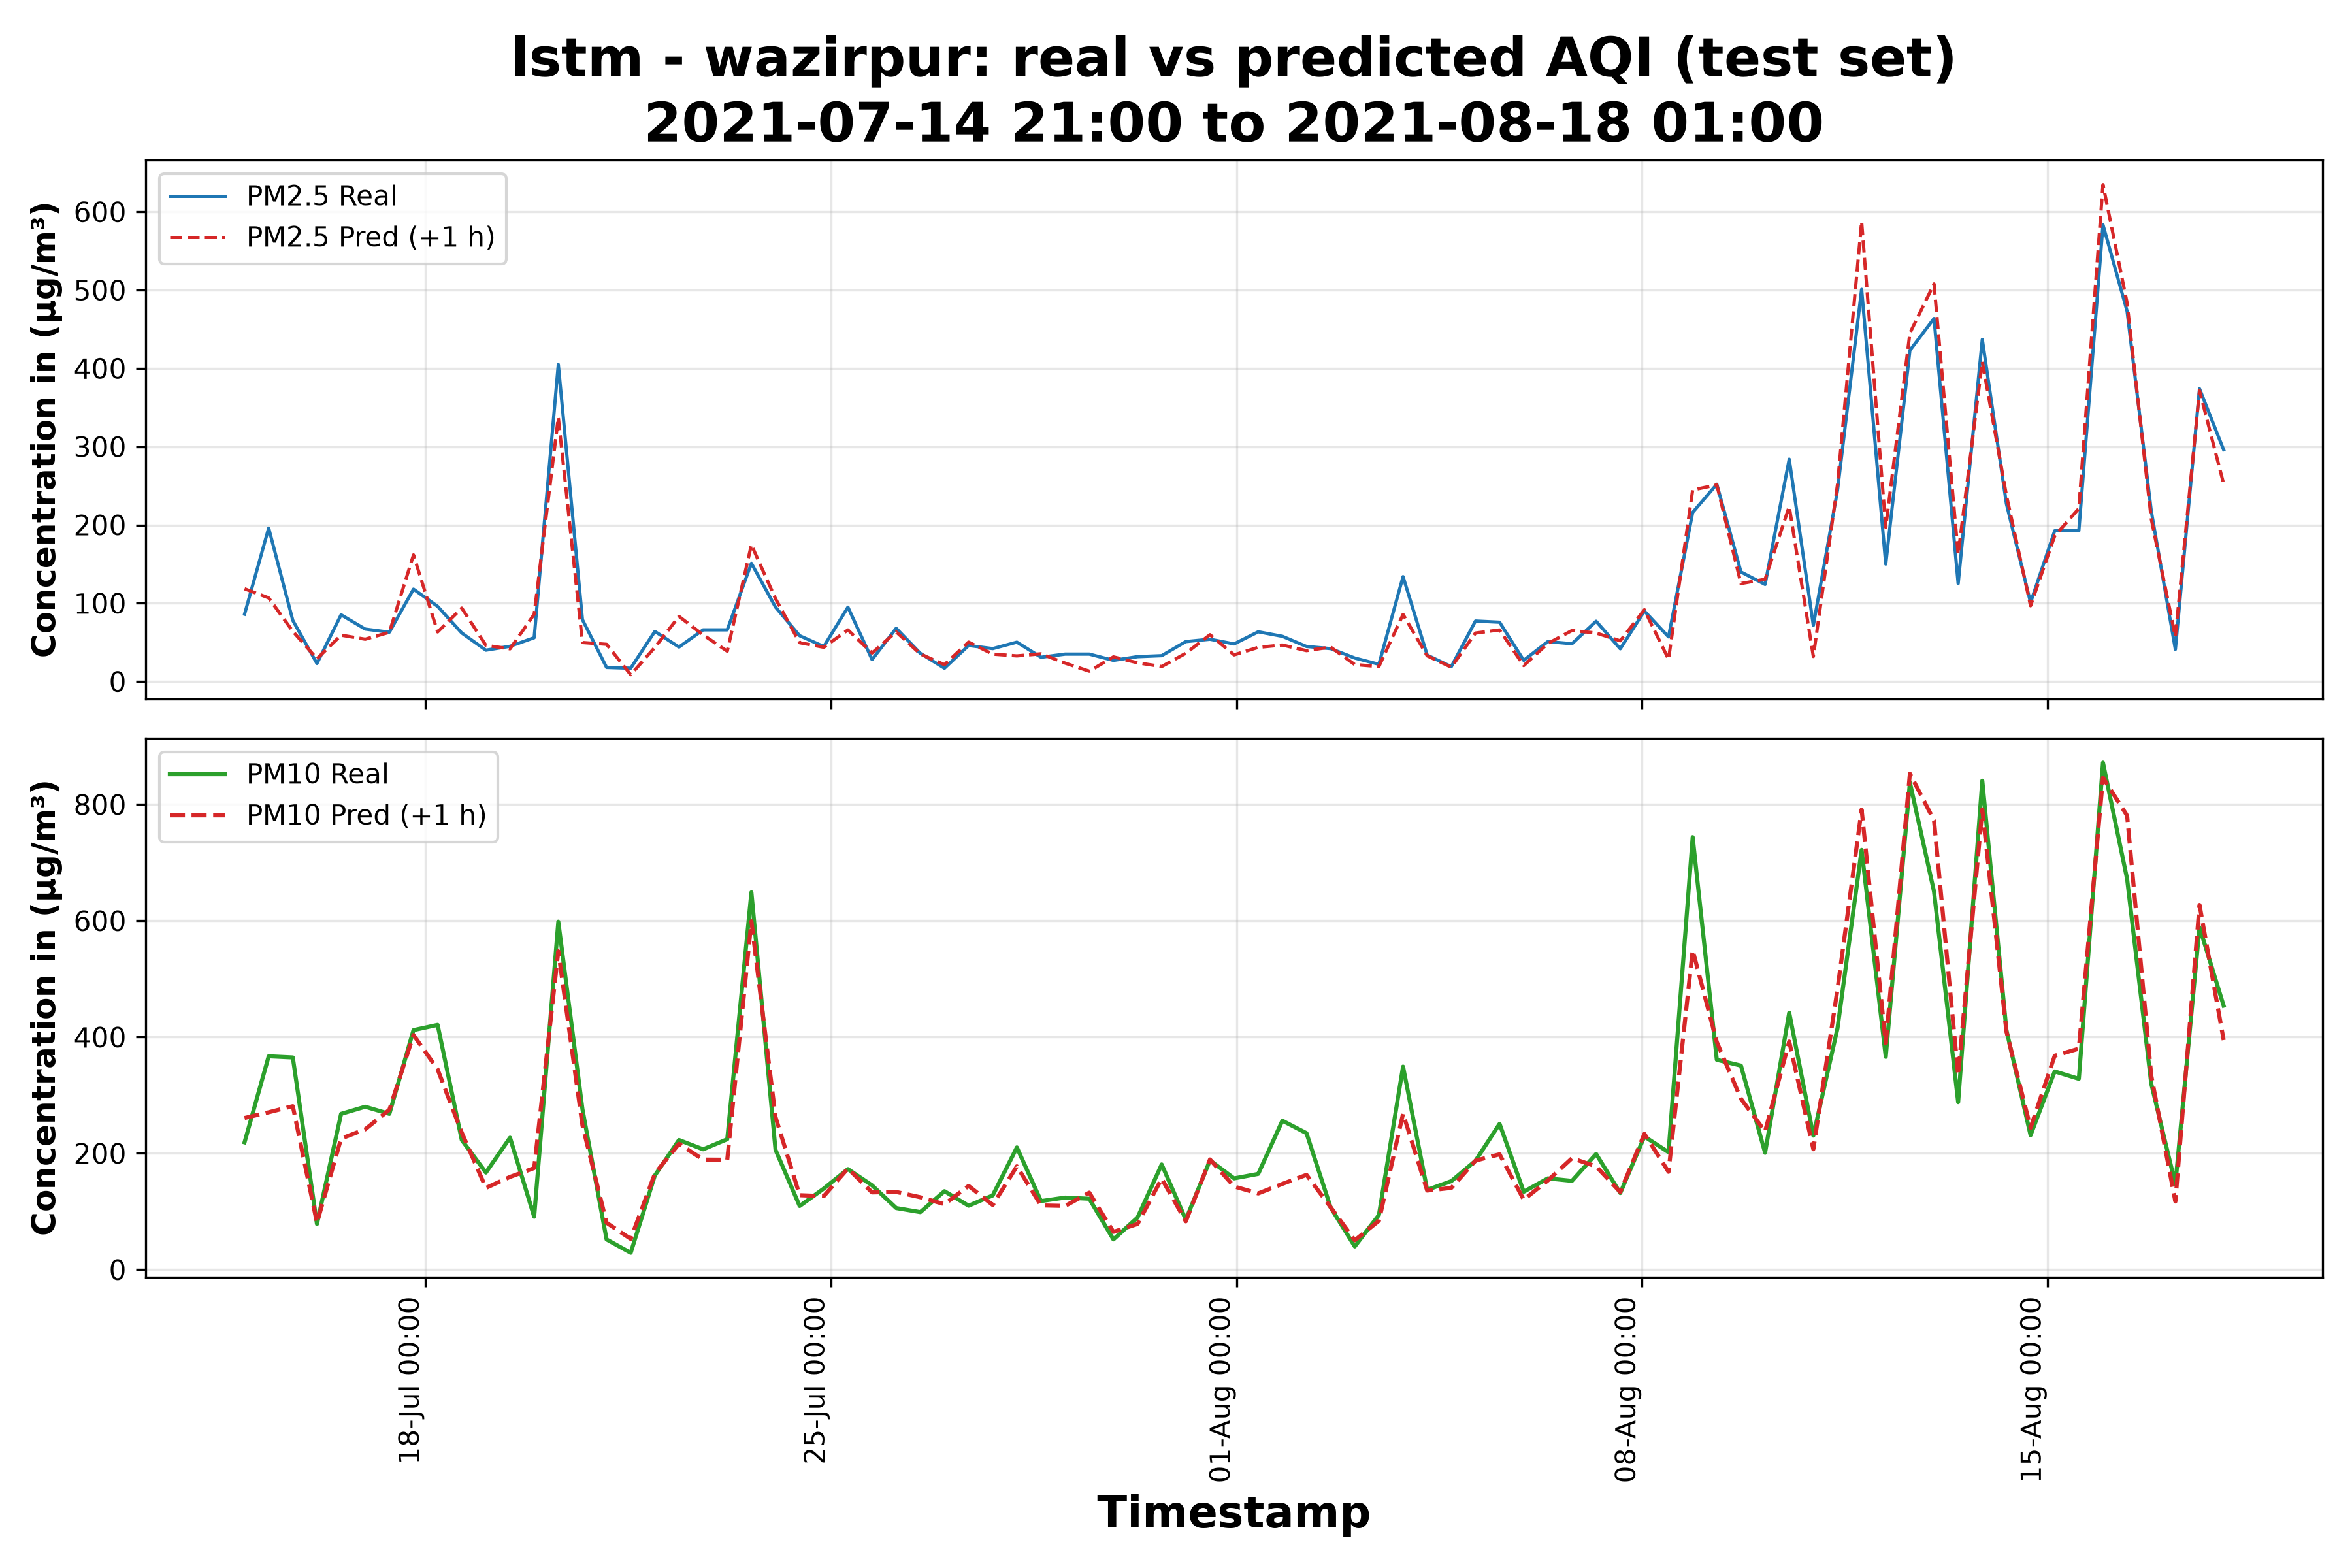 lstm - wazirpur: real vs predicted AQI (test set)
2021-07-14 21:00 to 2021-08-18 01:00
Concentration in (µg/m³)
600
500
400
300
200
100
0
PM2.5 Real
PM2.5 Pred (+1 h)
Concentration in (µg/m³)
800
600
400
200
0
PM10 Real
PM10 Pred (+1 h)
18-Jul 00:00
25-Jul 00:00
01-Aug 00:00
08-Aug 00:00
15-Aug 00:00
Timestamp